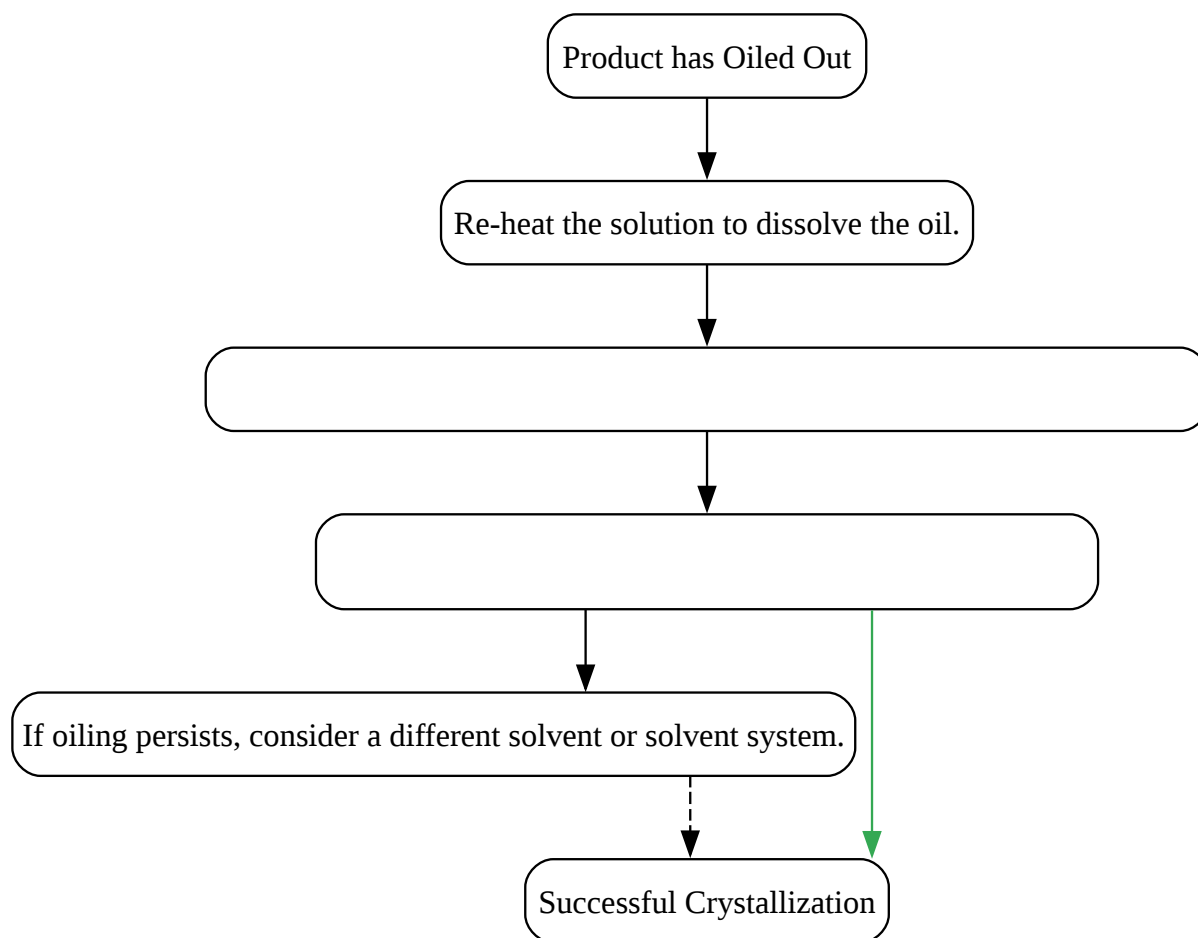 Product has Oiled Out
Re-heat the solution to dissolve the oil.
If oiling persists, consider a different solvent or solvent system.
Successful Crystallization